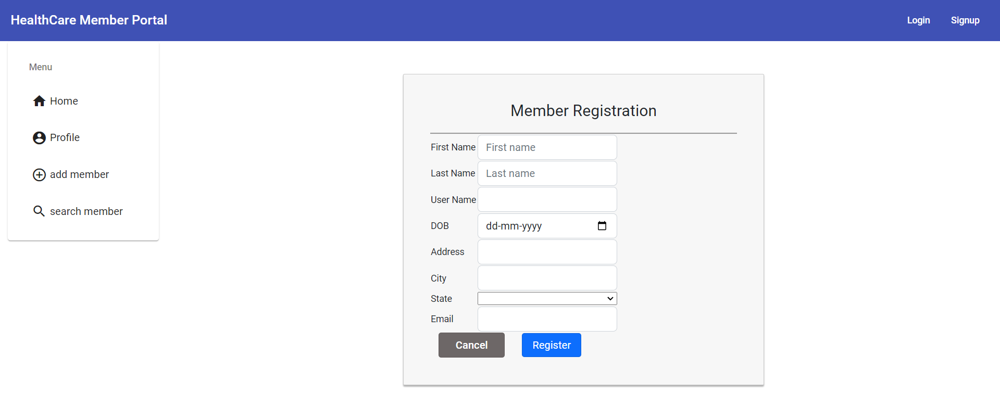 HealthCare Member Portal
Login
Signup
Menu
Home
Profile
add member
search member
Member Registration
First Name First name
Last Name Last name
User Name
DOB dd-mm-yyyy
Address
City
State
Email
Cancel Register